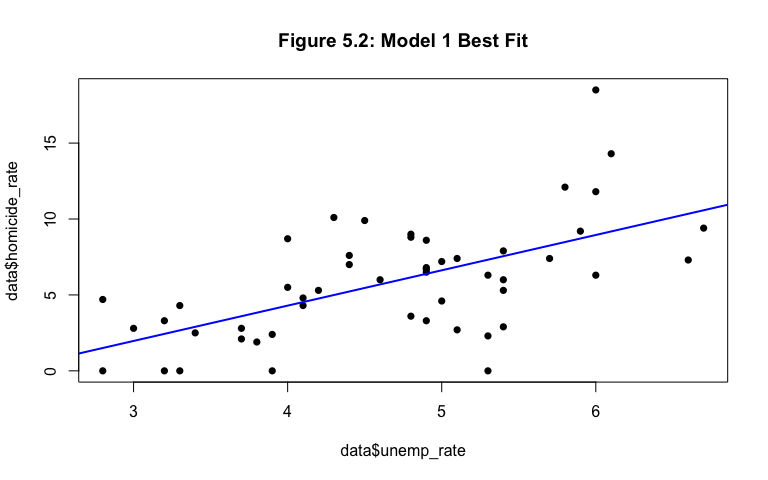 Figure 5.2: Model 1 Best Fit
data$homicide_rate
15
10
5
0
3 4 5 6
data$unemp_rate